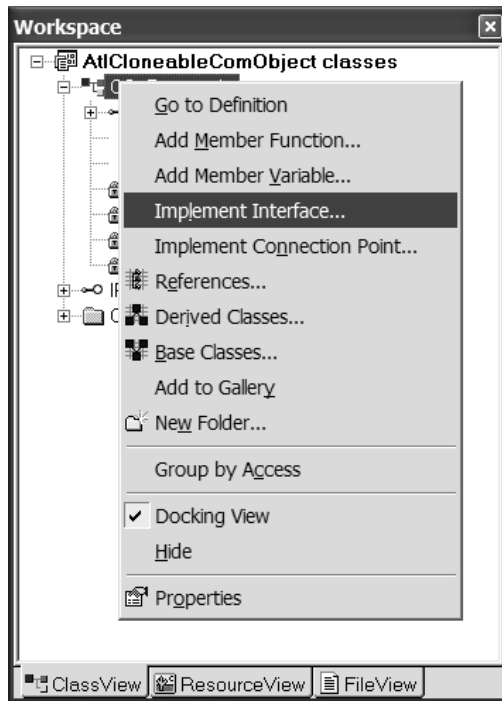 Workspace
AtlCloneableComObject classes
Go to Definition
Add Member Function...
Add Member Variable...
Implement Interface...
Implement Connection Point...
References...
Derived Classes...
Base Classes...
Add to Gallery
New Folder...
Group by Access
Docking View
Hide
Properties
ClassView ResourceView FileView